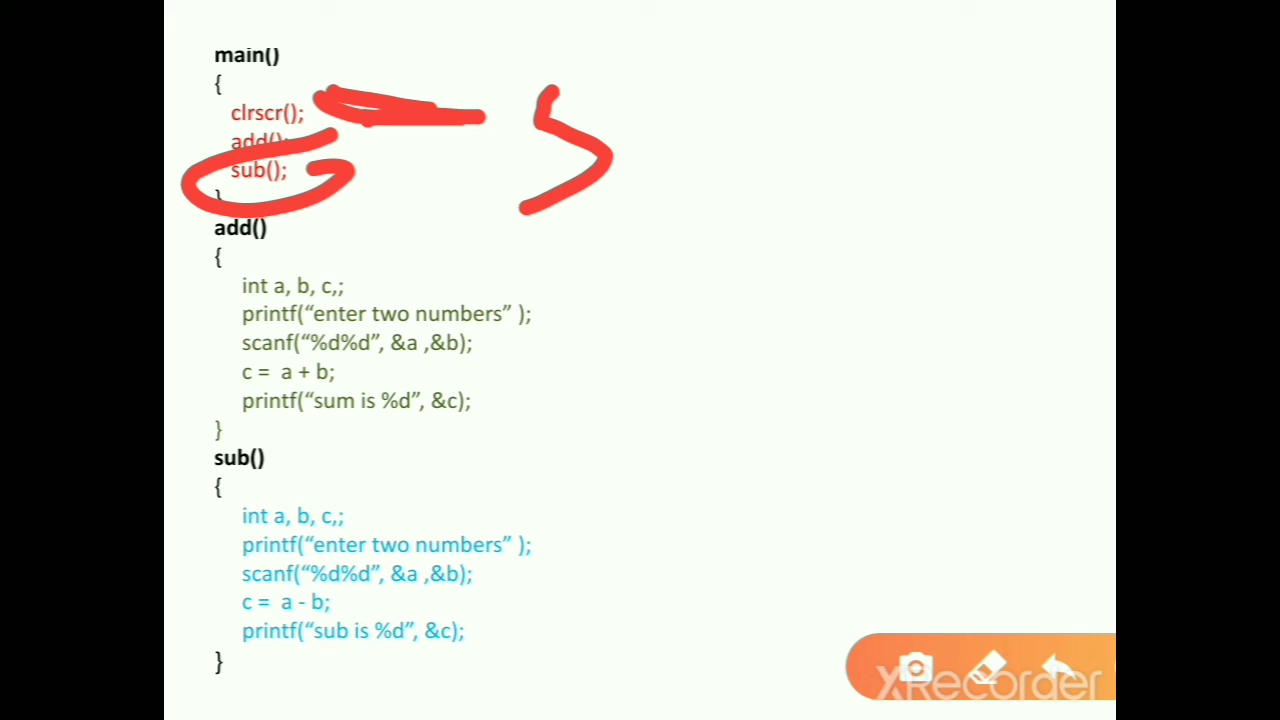 main()
{
clrscr();
add();
sub();
}
add()
{
int a, b, c,;
printf(“enter two numbers” );
scanf(“%d%d”, &a ,&b);
c =  a + b;
printf(“sum is %d”, &c);
}
sub()
{
int a, b, c,;
printf(“enter two numbers” );
scanf(“%d%d”, &a ,&b);
c =  a - b;
printf(“sub is %d”, &c);
}
XRecorder